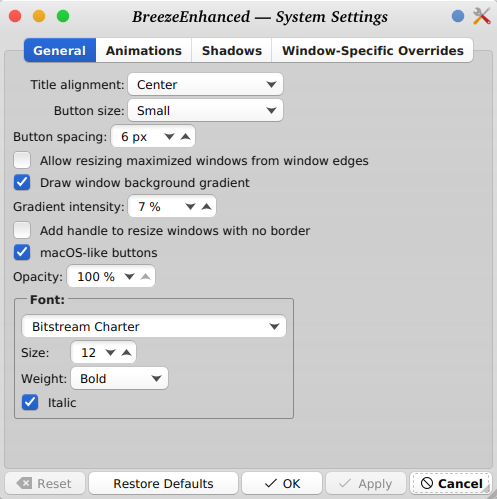 BreezeEnhanced — System Settings
General Animations Shadows Window-Specific Overrides
Title alignment: Center
Button size: Small
Button spacing: 6 px
Allow resizing maximized windows from window edges
Draw window background gradient
Gradient intensity: 7 %
Add handle to resize windows with no border
macOS-like buttons
Opacity: 100 %
Font:
Bitstream Charter
Size: 12
Weight: Bold
Italic
Reset Restore Defaults OK Apply Cancel